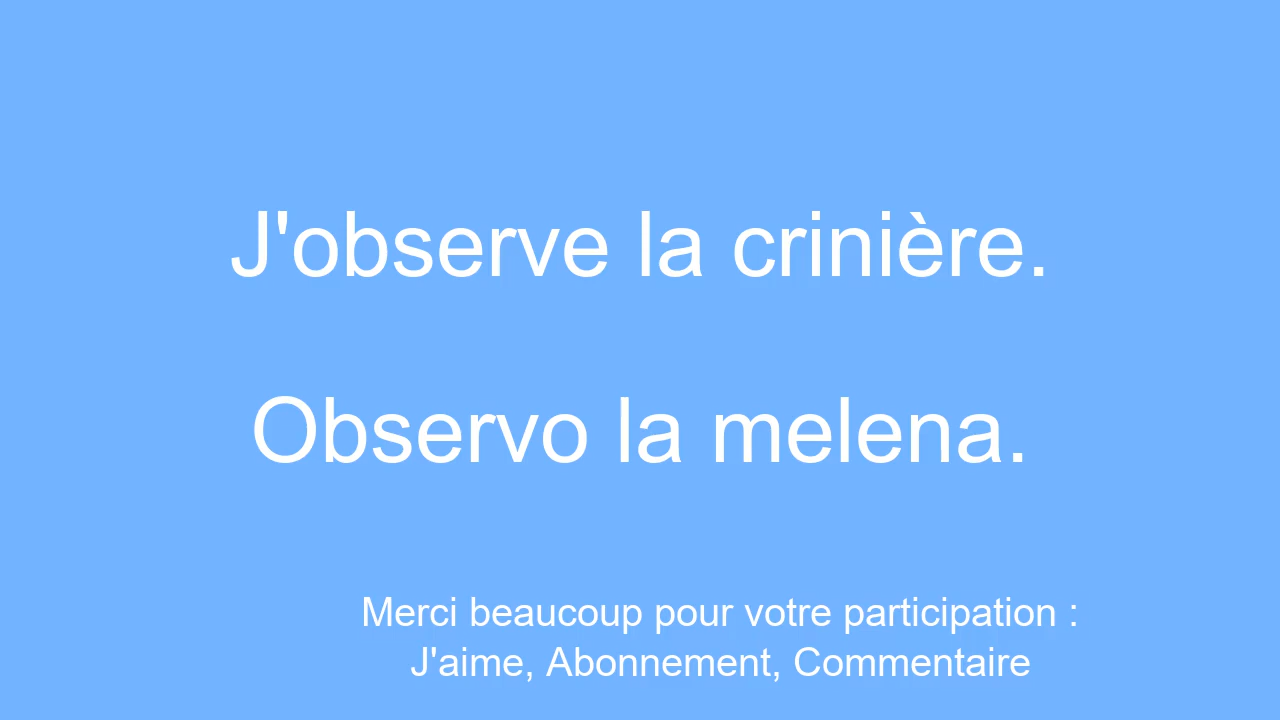 J'observe la crinière.
Observo la melena.
Merci beaucoup pour votre participation :
J'aime, Abonnement, Commentaire